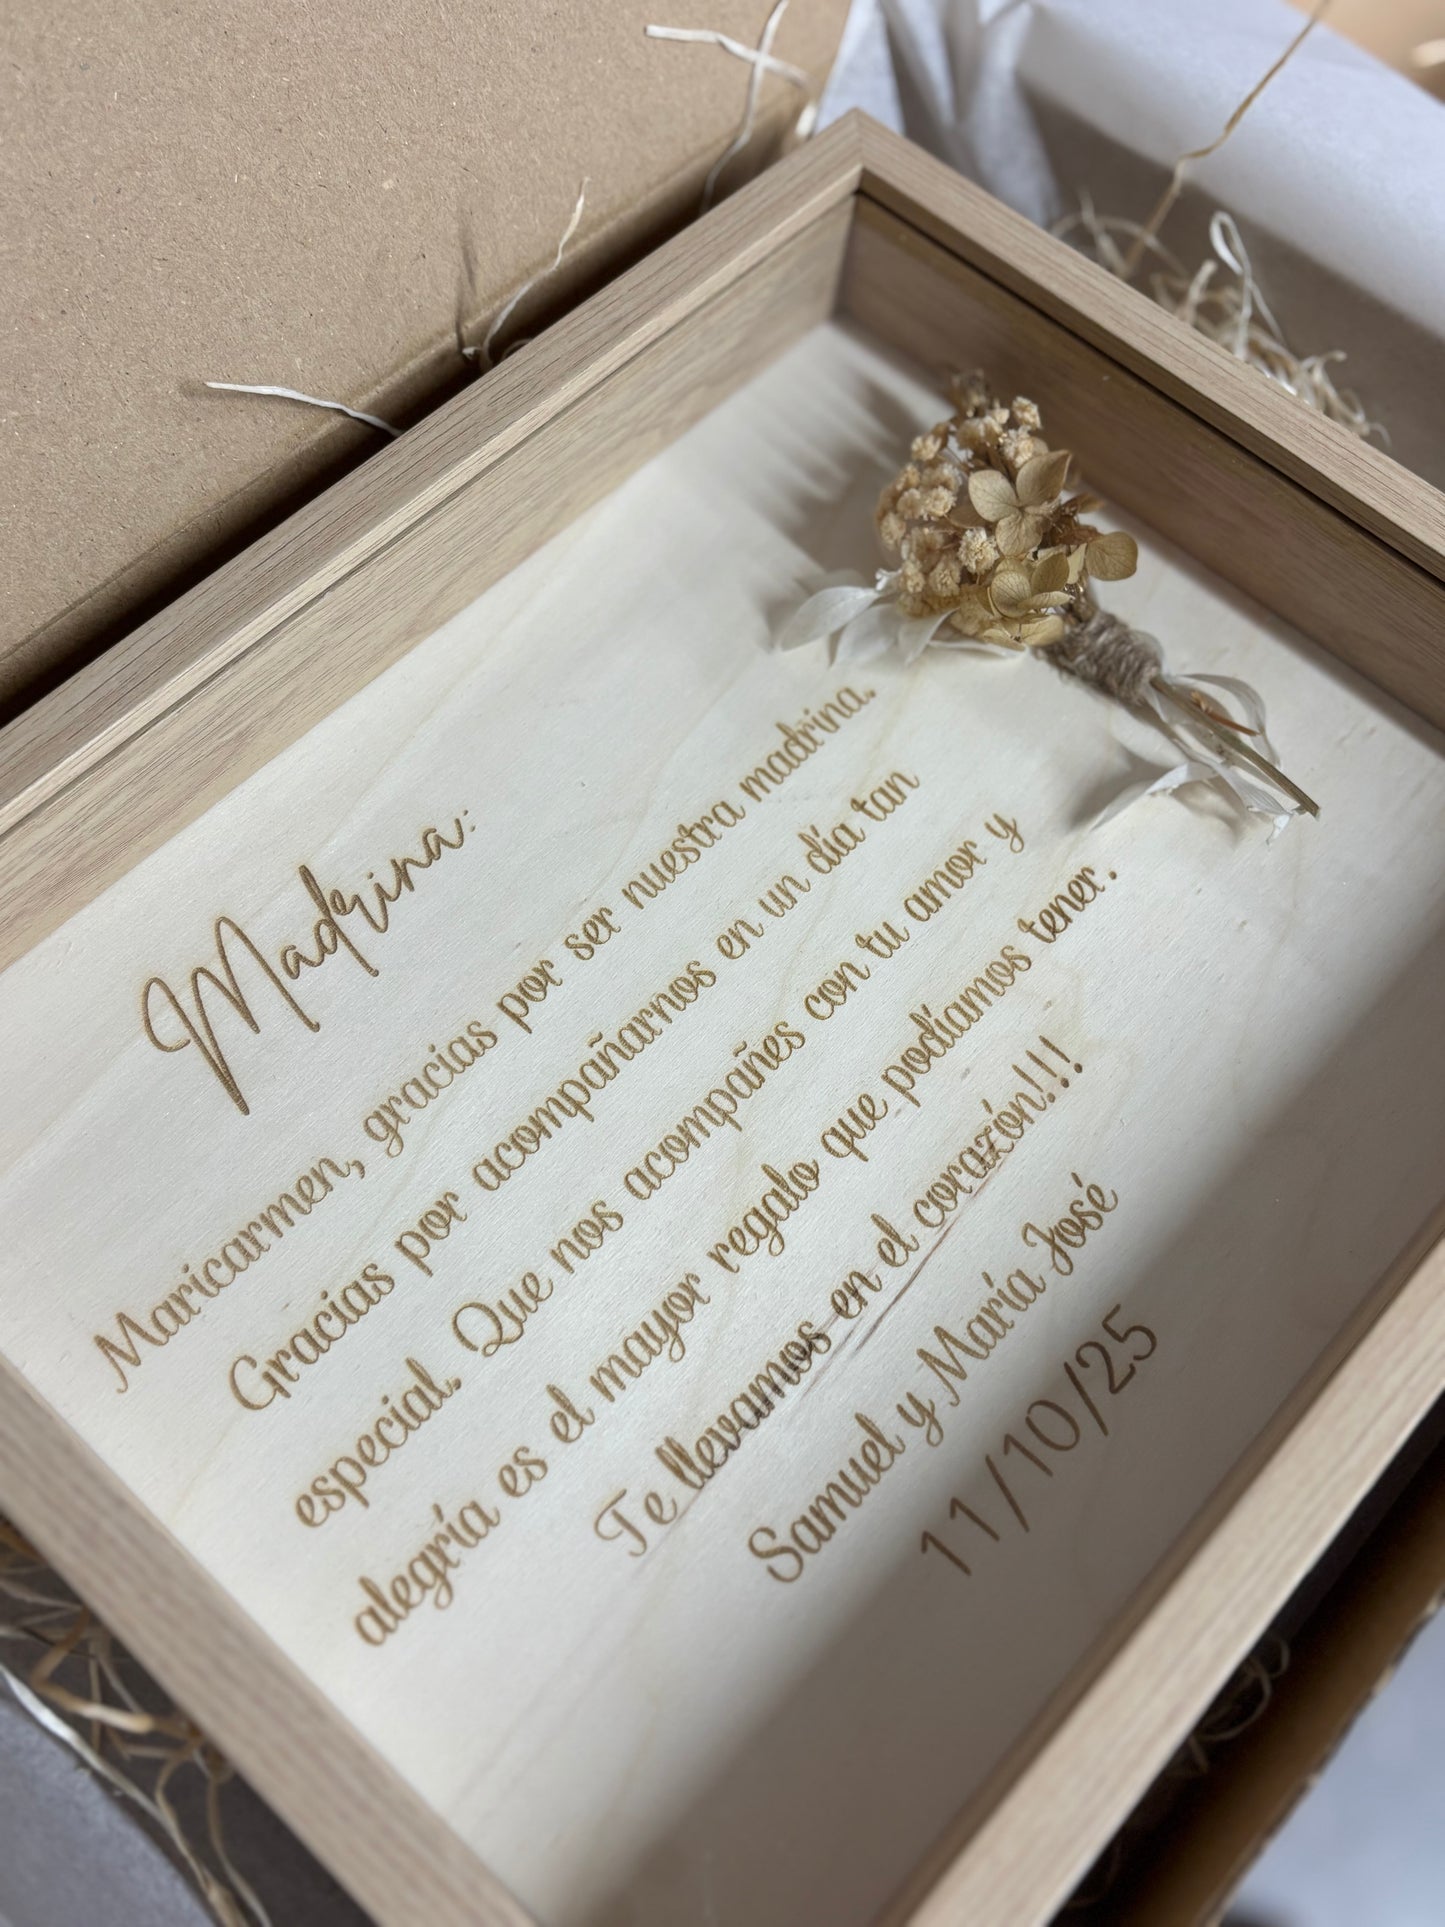 Madrina:
Maricarmen, gracias por ser nuestra madrina.
Gracias por acompañarnos en un día tan
especial. Que nos acompañes con tu amor y
alegría es el mayor regalo que podíamos tener.
Te llevamos en el corazón!!!
Samuel y María José
11/10/25